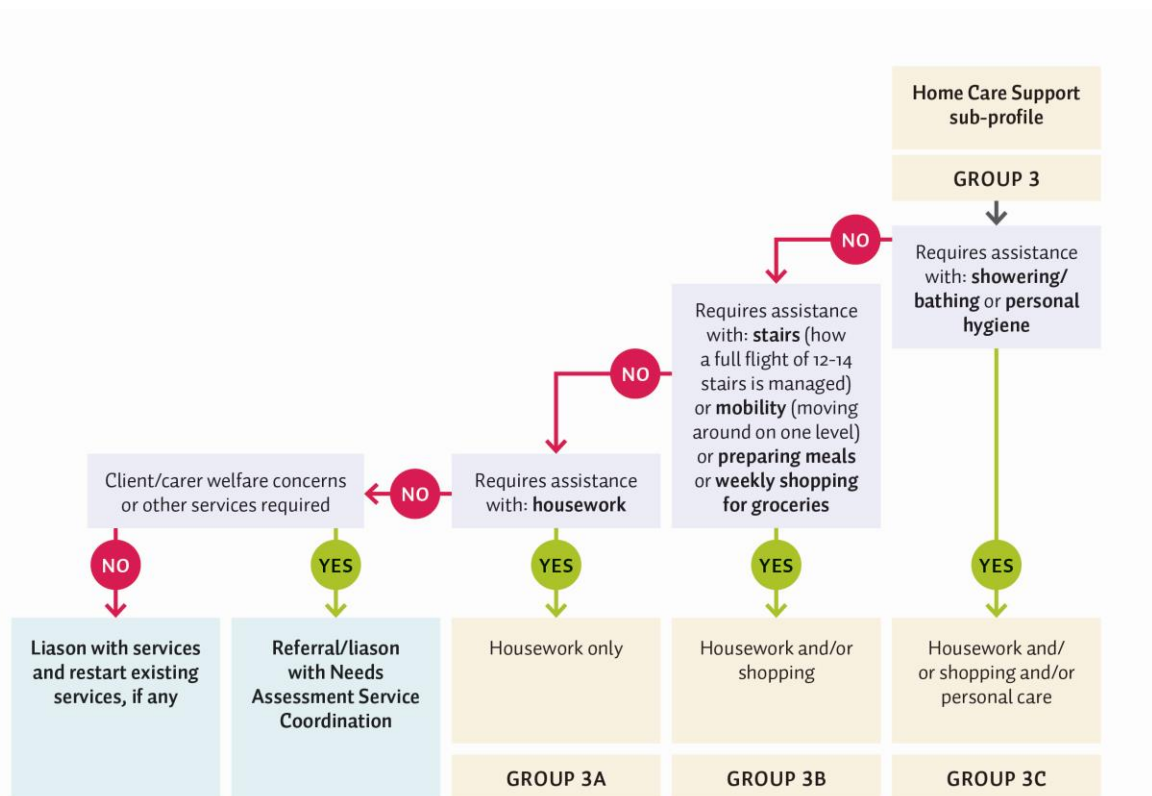 Home Care Support
sub-profile
GROUP 3
NO
Requires assistance
with: showering/
bathing or personal
hygiene
Requires assistance
with: stairs (how
a full flight of 12-14
stairs is managed)
or mobility (moving
around on one level)
or preparing meals
or weekly shopping
for groceries
NO
Requires assistance
with: housework
NO
Client/carer welfare concerns
or other services required
NO
YES
YES
YES
YES
Liason with services
and restart existing
services, if any
Referral/liason
with Needs
Assessment Service
Coordination
Housework only
Housework and/or
shopping
Housework and/
or shopping and/or
personal care
GROUP 3A
GROUP 3B
GROUP 3C